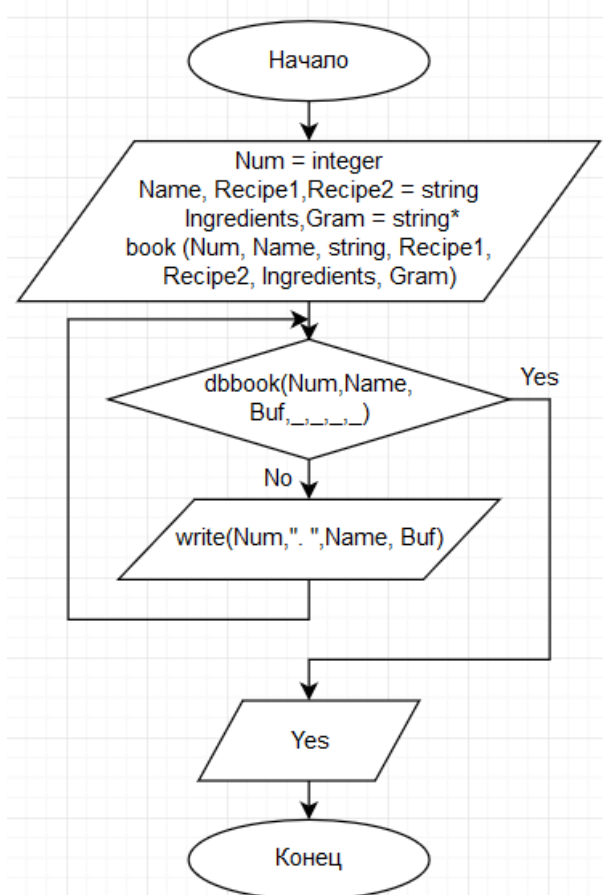 Начало
Num = integer
Name, Recipe1,Recipe2 = string
Ingredients,Gram = string*
book (Num, Name, string, Recipe1,
Recipe2, Ingredients, Gram)
dbbook(Num,Name,
Buf,_,_,_,_)
Yes
No
write(Num,". ",Name, Buf)
Yes
Конец